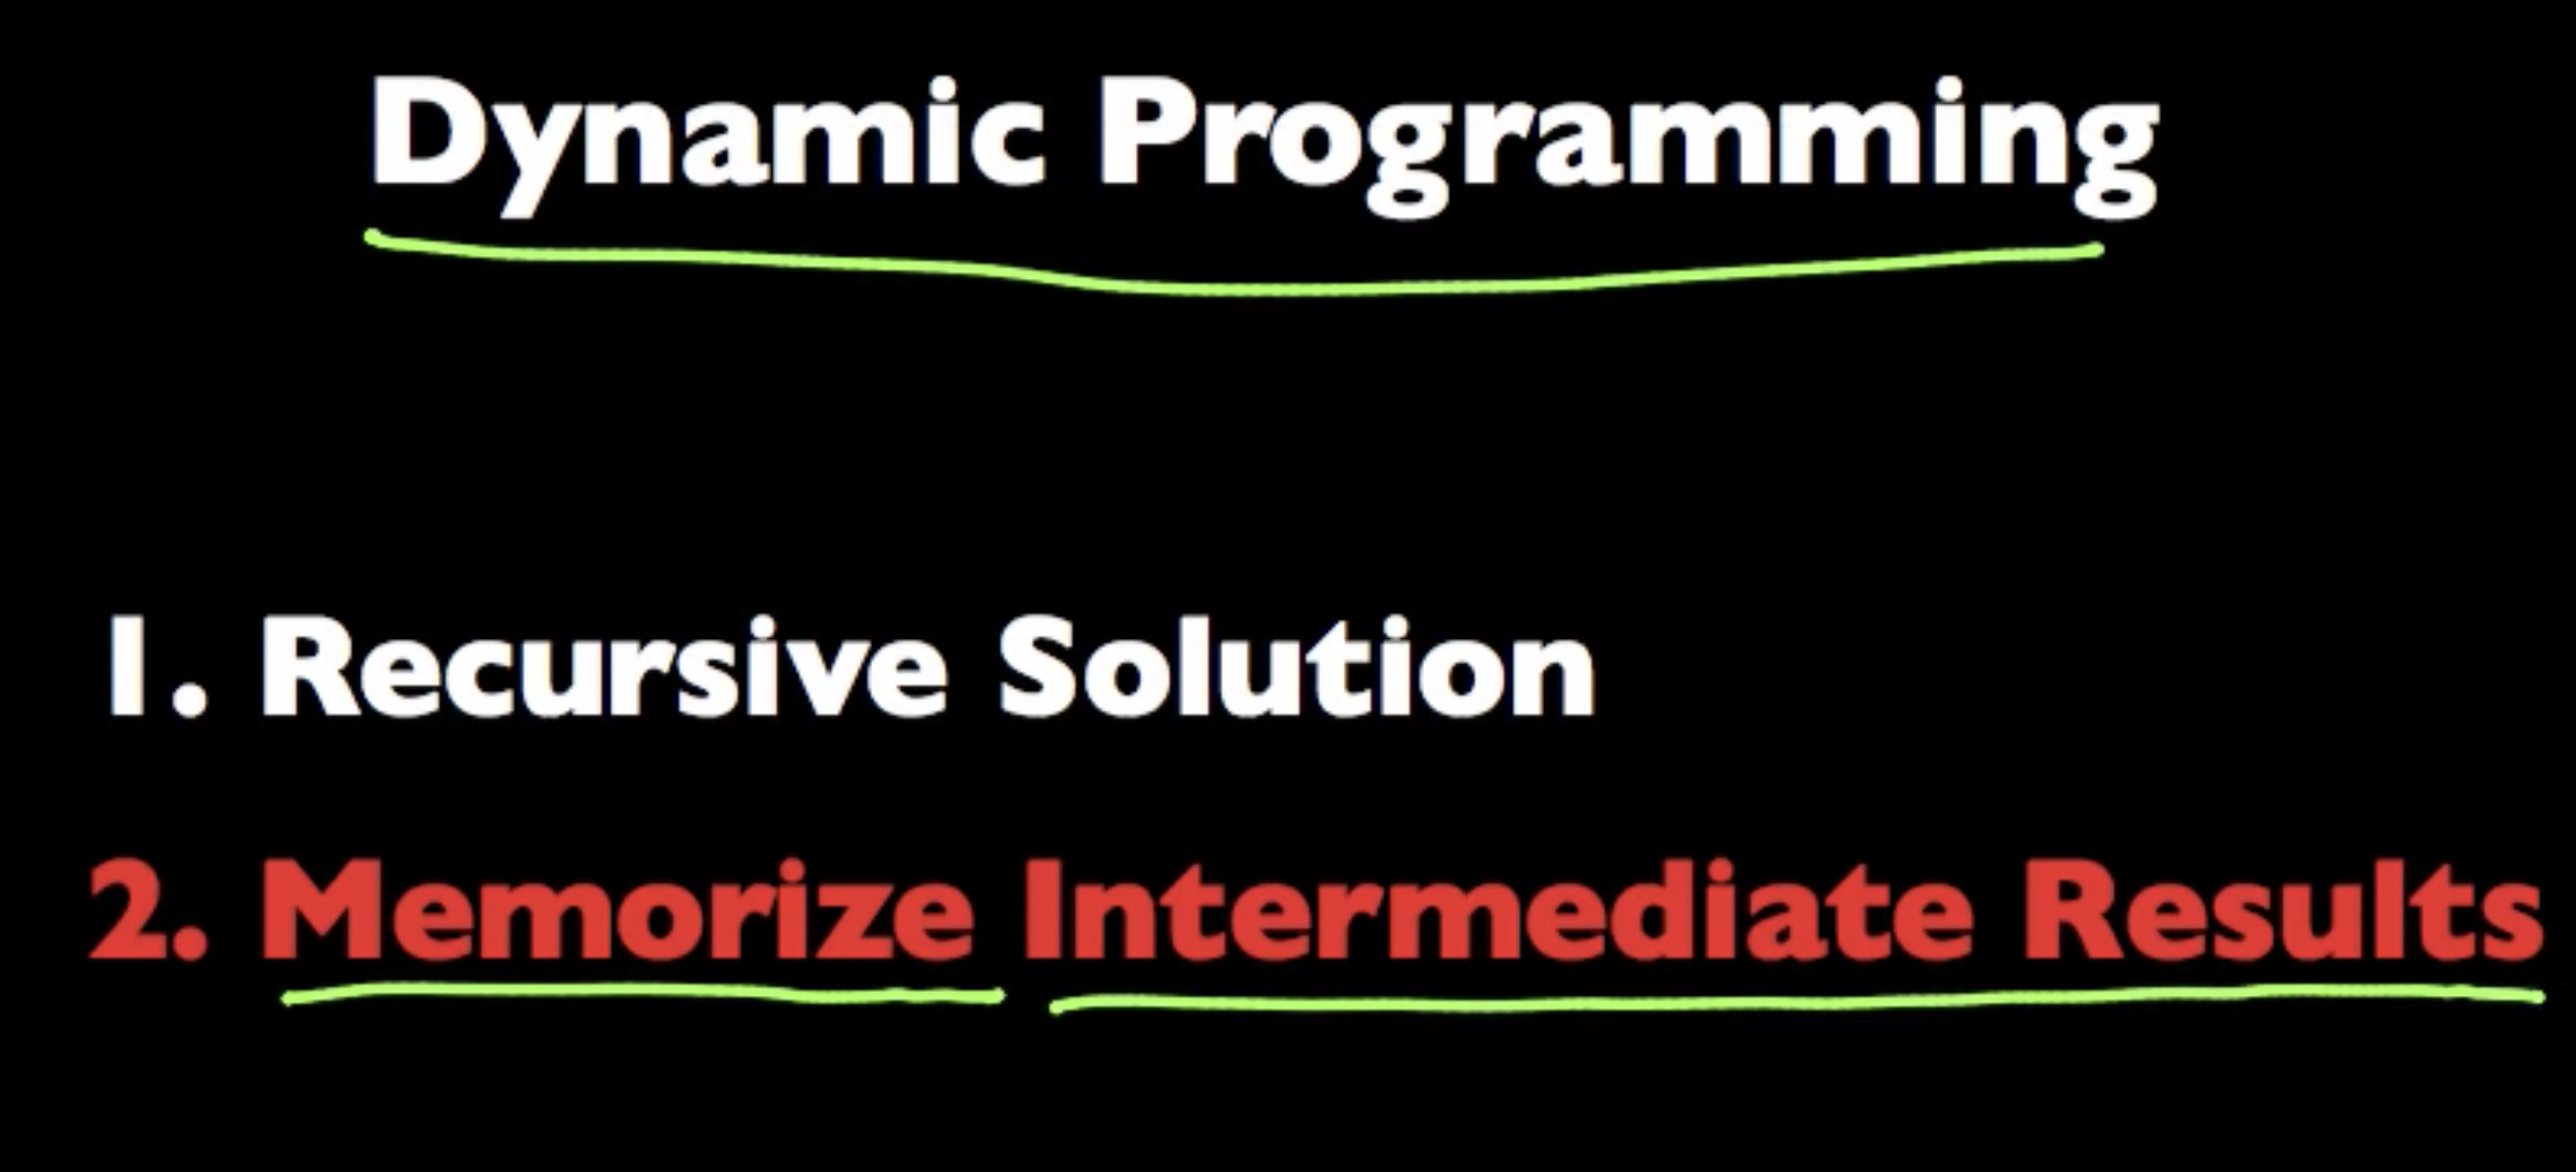 Dynamic Programming
1. Recursive Solution
2. Memorize Intermediate Results